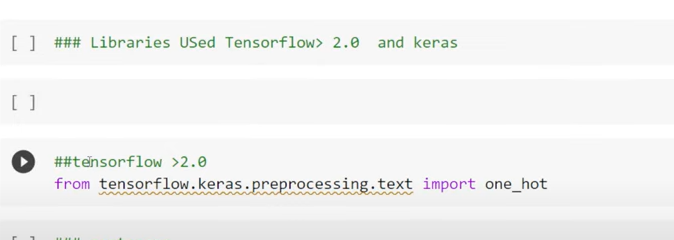 [ ] ### Libraries USed Tensorflow> 2.0 and keras
[ ]
##tensorflow >2.0
from tensorflow.keras.preprocessing.text import one_hot
[ ]